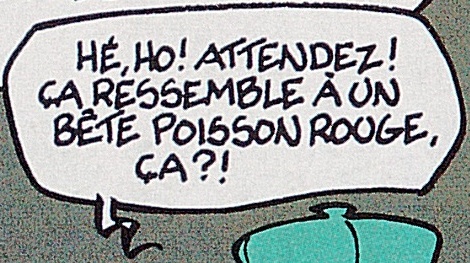 HÉ, HO! ATTENDEZ!
ÇA RESSEMBLE À UN
BÊTE POISSON ROUGE,
ÇA?!